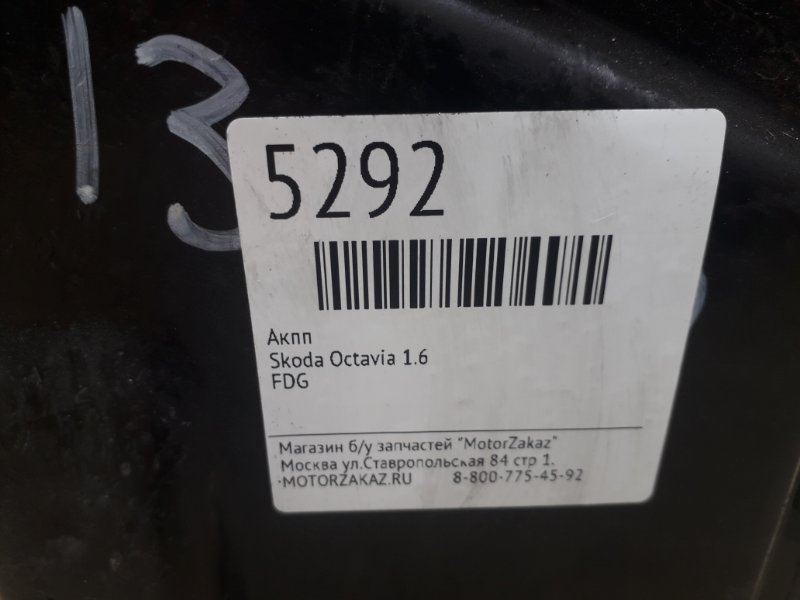 13
5292
Акпп
Skoda Octavia 1.6
FDG
Магазин б/у запчастей "MotorZakaz"
Москва ул.Ставропольская 84 стр 1.
MOTORZAKAZ.RU 8-800-775-45-92